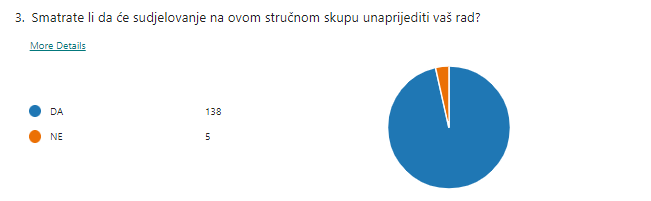 3. Smatrate li da će sudjelovanje na ovom stručnom skupu unaprijediti vaš rad?
More Details
DA 138
NE 5